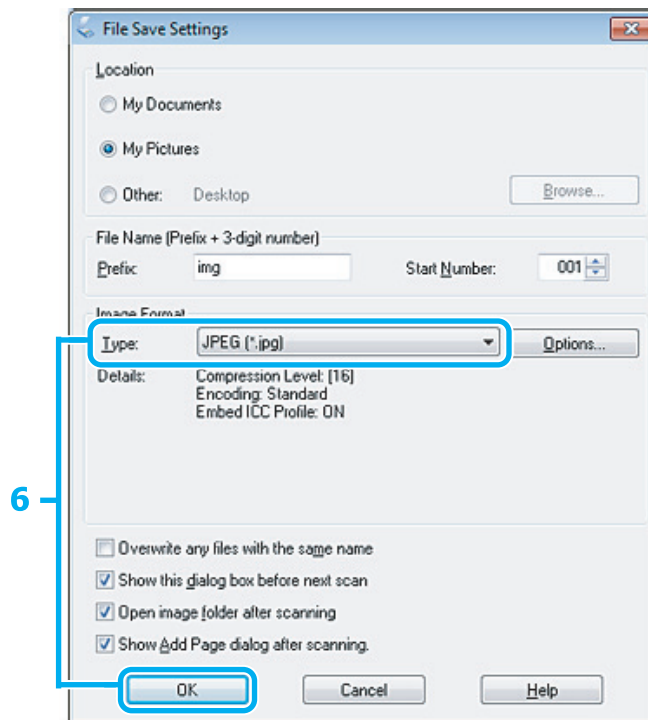 File Save Settings
Location
My Documents
My Pictures
Other: Desktop Browse...
File Name (Prefix + 3-digit number)
Prefix: img Start Number: 001
Image Format
Type: JPEG (*.jpg) Options...
Details: Compression Level: [16]
Encoding: Standard
Embed ICC Profile: ON
6
Overwrite any files with the same name
Show this dialog box before next scan
Open image folder after scanning
Show Add Page dialog after scanning.
OK Cancel Help